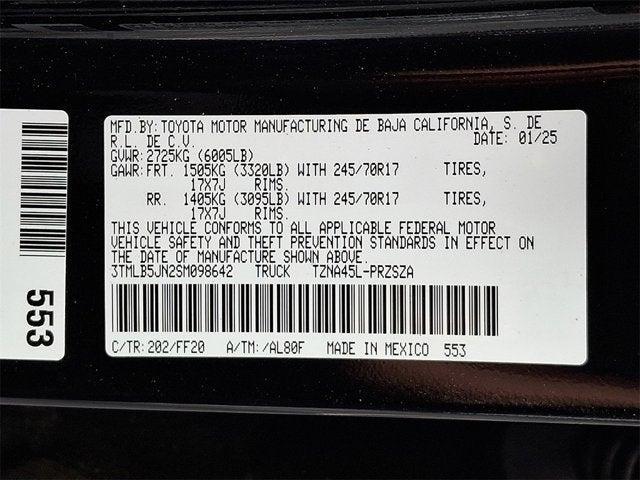 MFD.BY:TOYOTA MOTOR MANUFACTURING DE BAJA CALIFORNIA, S. DE
R.L. DE C.V. DATE: 01/25
GVWR:2725KG (6005LB)
GAWR:FRT. 1505KG (3320LB) WITH 245/70R17 TIRES,
17X7J RIMS.
RR. 1405KG (3095LB) WITH 245/70R17 TIRES,
17X7J RIMS.
THIS VEHICLE CONFORMS TO ALL APPLICABLE FEDERAL MOTOR
VEHICLE SAFETY AND THEFT PREVENTION STANDARDS IN EFFECT ON
THE DATE OF MANUFACTURE SHOWN ABOVE.
3TMLB5JN2SM098642 TRUCK TZNA45L-PRZSZA
C/TR:202/FF20 A/TM:/AL80F MADE IN MEXICO 553
553